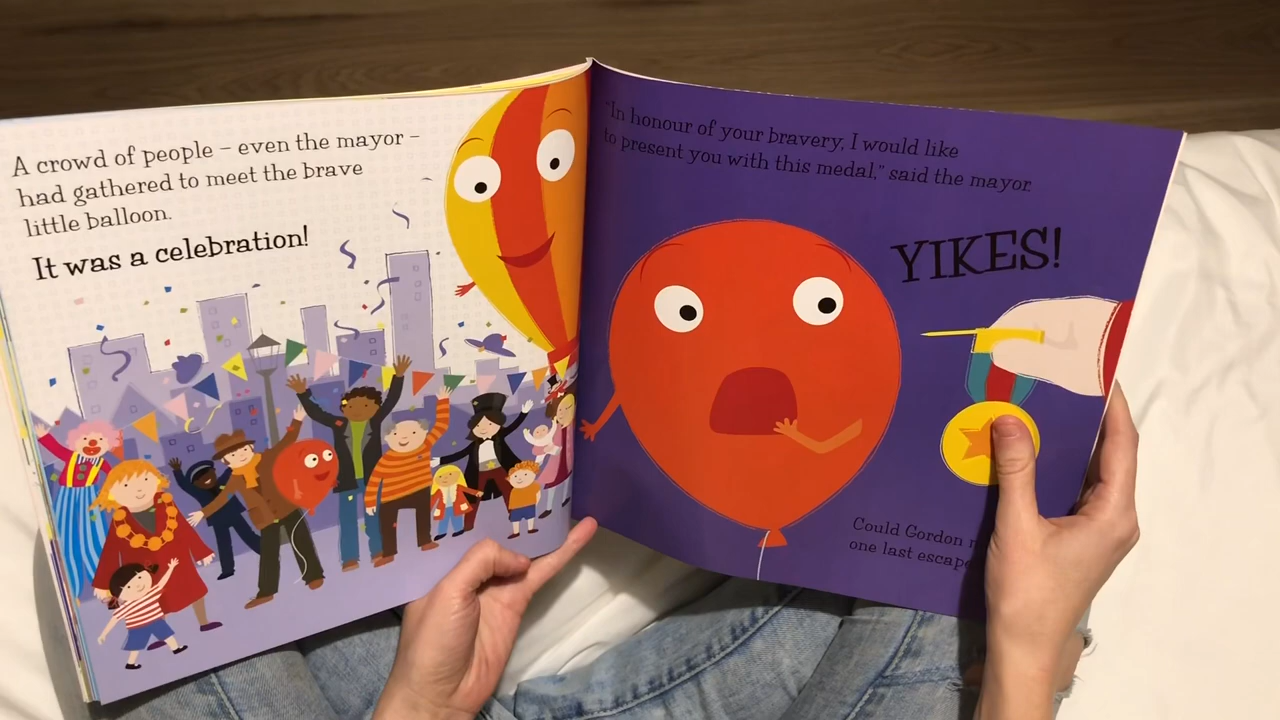 A crowd of people – even the mayor –
had gathered to meet the brave
little balloon.
It was a celebration!
“In honour of your bravery, I would like
to present you with this medal,” said the mayor.
YIKES!
Could Gordon
one last escape